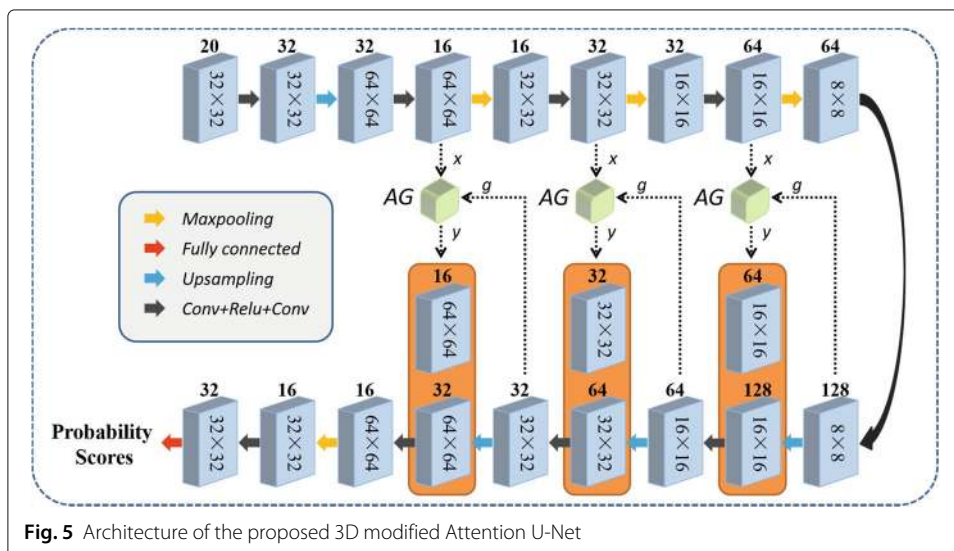 20 32 32 16 16 32 32 64 64
32×32 32×32 64×64 64×64 32×32 32×32 16×16 16×16 8×8
x x x
AG g AG g AG g
y y y
Maxpooling
Fully connected
Upsampling
Conv+Relu+Conv
16 32 64
64×64 32×32 16×16
32 16 16 32 32 64 64 128 128
Probability
Scores
32×32 32×32 64×64 64×64 32×32 32×32 16×16 16×16 8×8
Fig. 5 Architecture of the proposed 3D modified Attention U-Net